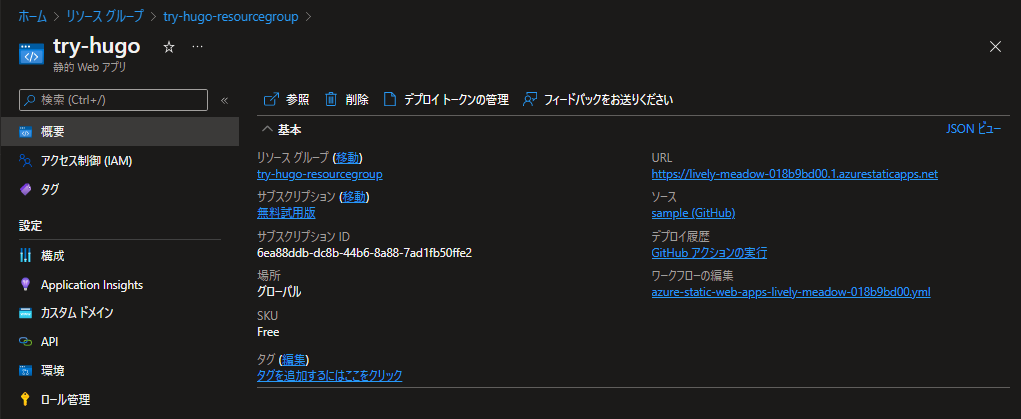 ホーム > リソース グループ > try-hugo-resourcegroup >
try-hugo ☆ ...
静的 Web アプリ
検索 (Ctrl+/) «
概要
アクセス制御 (IAM)
タグ
設定
構成
Application Insights
カスタム ドメイン
API
環境
ロール管理
参照 削除 デプロイ トークンの管理 フィードバックをお送りください
基本 JSON ビュー
リソース グループ (移動)
try-hugo-resourcegroup
サブスクリプション (移動)
無料試用版
サブスクリプション ID
6ea88ddb-dc8b-44b6-8a88-7ad1fb50ffe2
場所
グローバル
SKU
Free
タグ (編集)
タグを追加するにはここをクリック
URL
https://lively-meadow-018b9bd00.1.azurestaticapps.net
ソース
sample (GitHub)
デプロイ履歴
GitHub アクションの実行
ワークフローの編集
azure-static-web-apps-lively-meadow-018b9bd00.yml